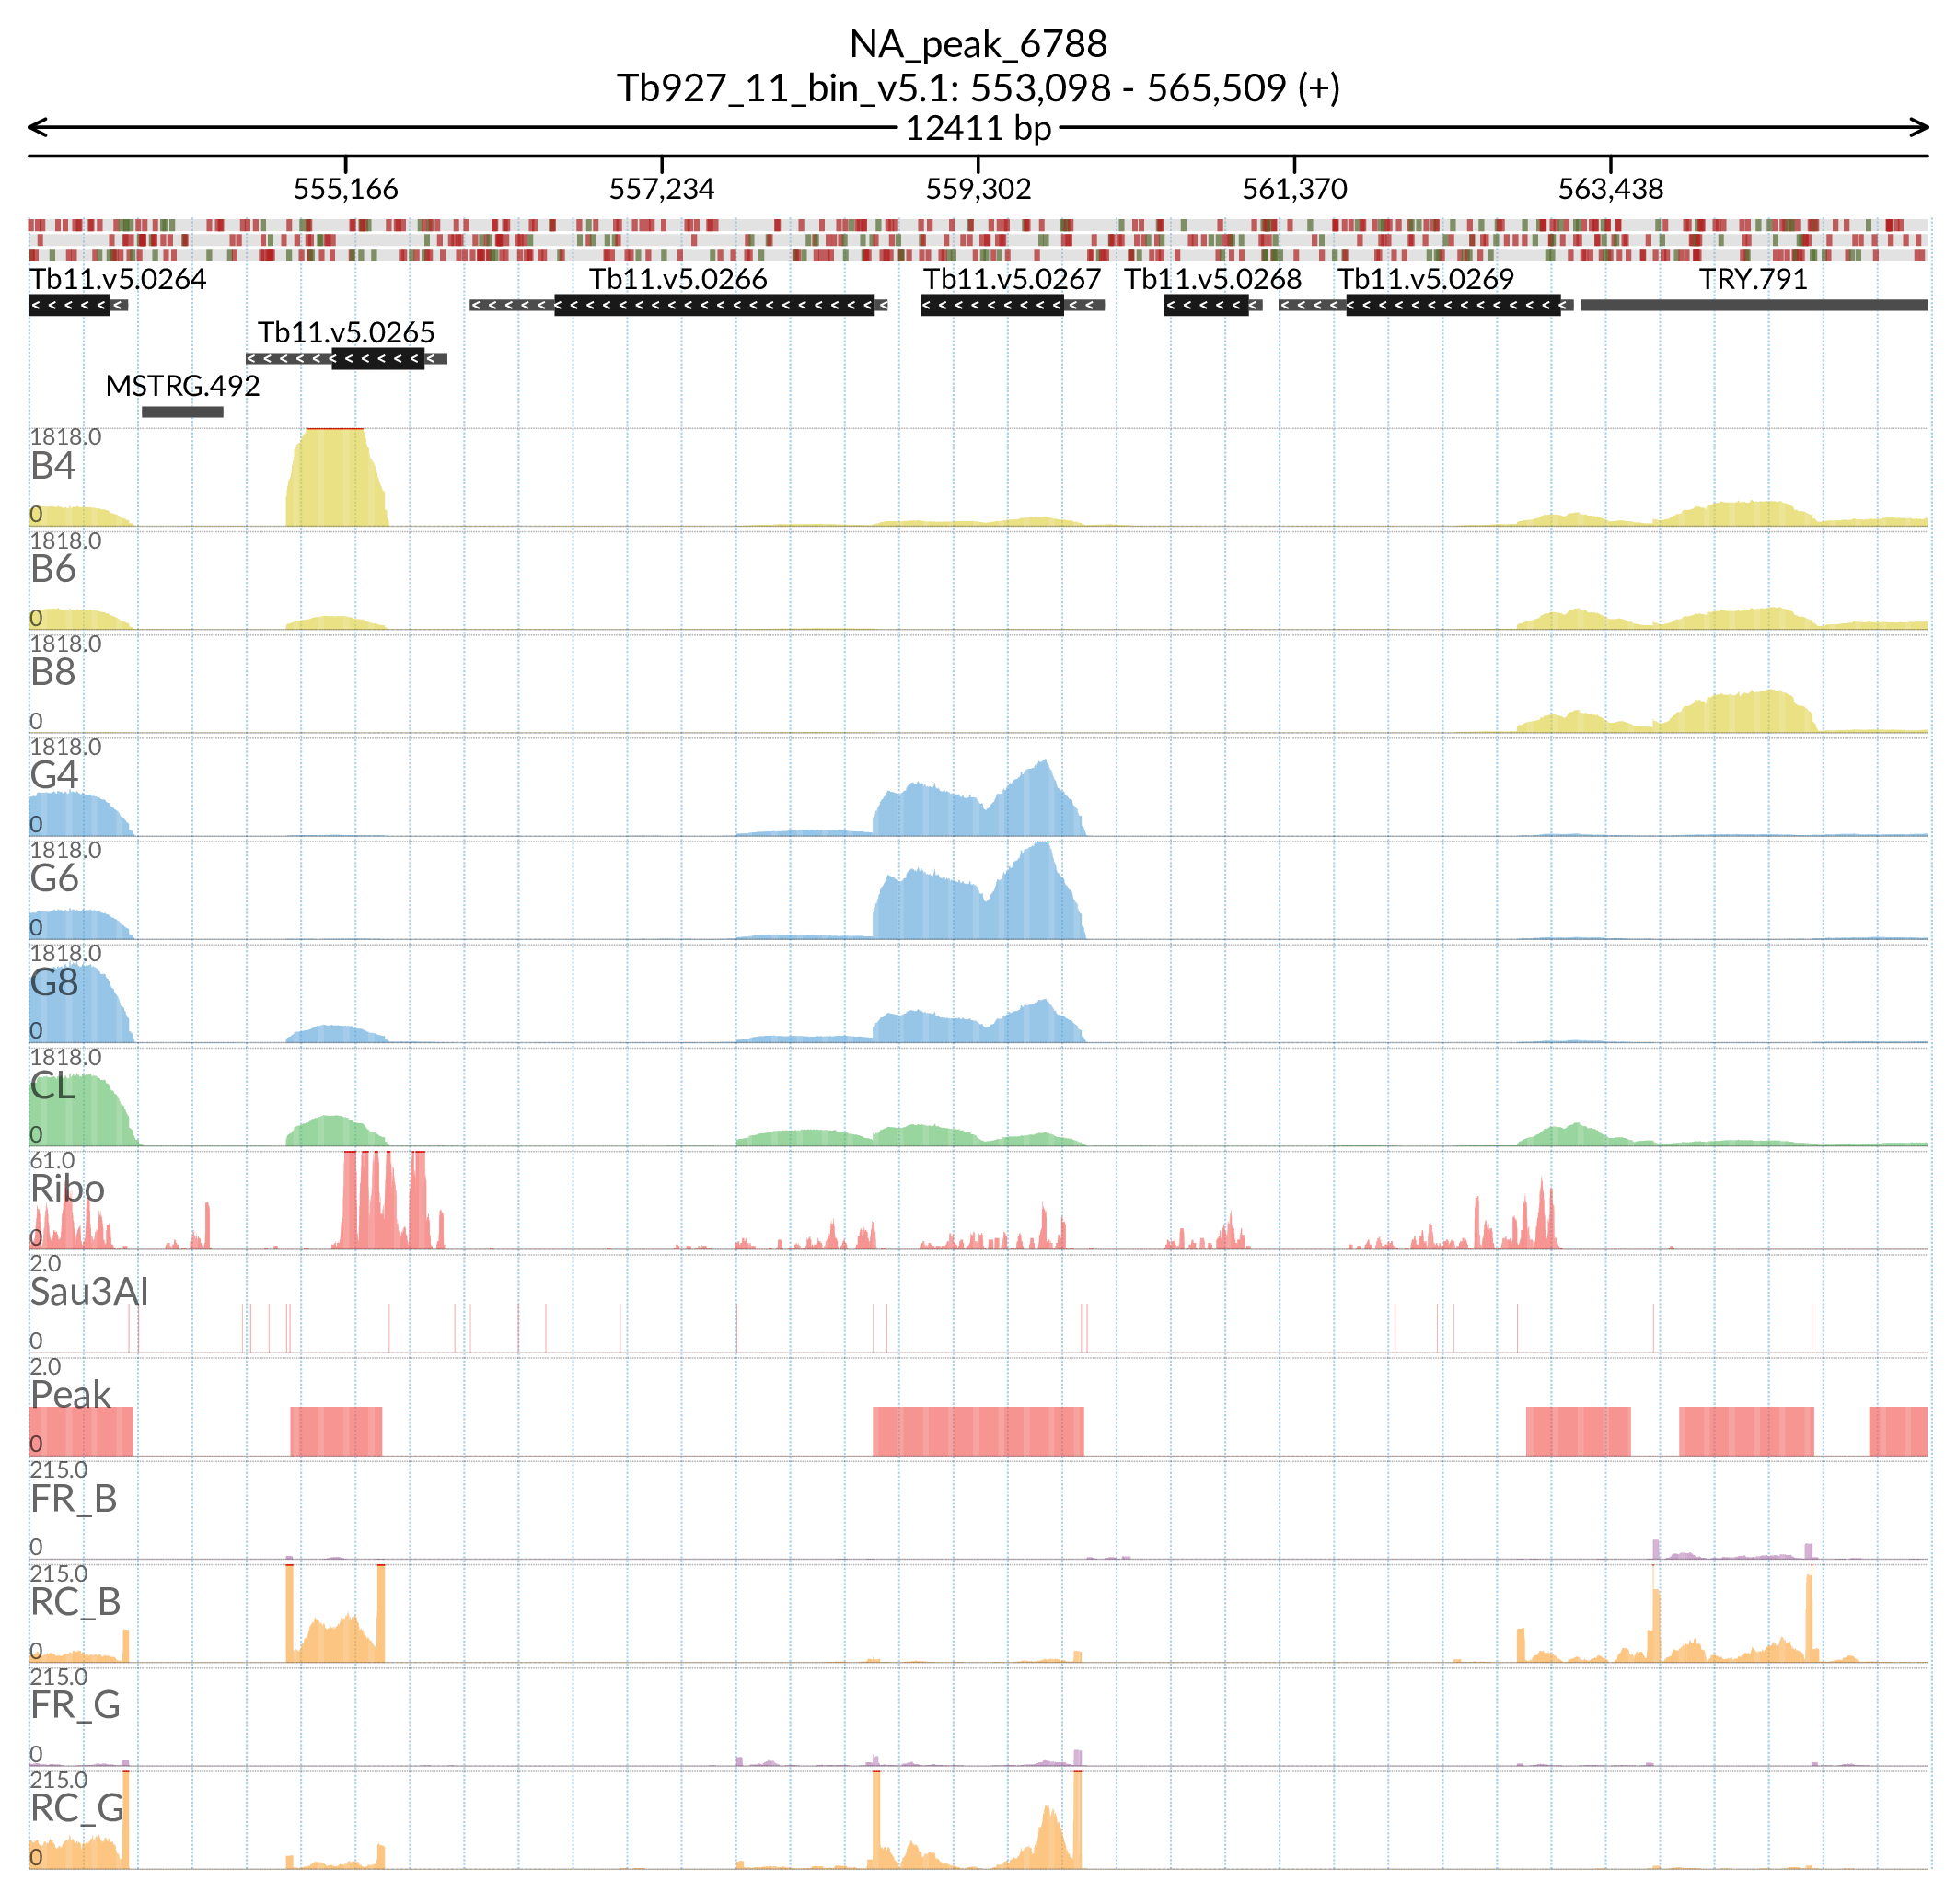 NA_peak_6788
Tb927_11_bin_v5.1: 553,098 - 565,509 (+)
12411 bp
555,166 557,234 559,302 561,370 563,438
Tb11.v5.0264 Tb11.v5.0266 Tb11.v5.0267 Tb11.v5.0268 Tb11.v5.0269 TRY.791
Tb11.v5.0265
MSTRG.492
1818.0
B4
0
1818.0
B6
0
1818.0
B8
0
1818.0
G4
0
1818.0
G6
0
1818.0
G8
0
1818.0
CL
0
61.0
Ribo
0
2.0
Sau3AI
0
2.0
Peak
0
215.0
FR_B
0
215.0
RC_B
0
215.0
FR_G
0
215.0
RC_G
0